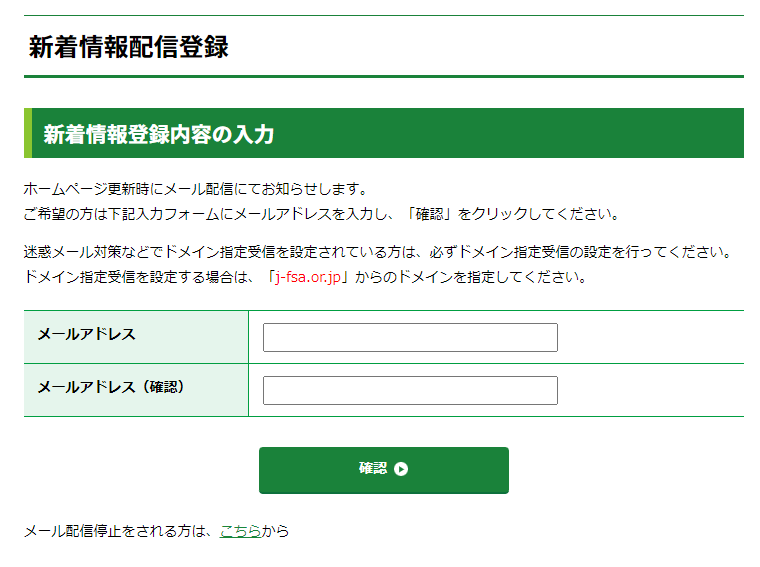 新着情報配信登録
新着情報登録内容の入力
ホームページ更新時にメール配信にてお知らせします。
ご希望の方は下記入力フォームにメールアドレスを入力し、「確認」をクリックしてください。
迷惑メール対策などでドメイン指定受信を設定されている方は、必ずドメイン指定受信の設定を行ってください。
ドメイン指定受信を設定する場合は、「j-fsa.or.jp」からのドメインを指定してください。
メールアドレス
メールアドレス（確認）
確認
メール配信停止をされる方は、こちらから